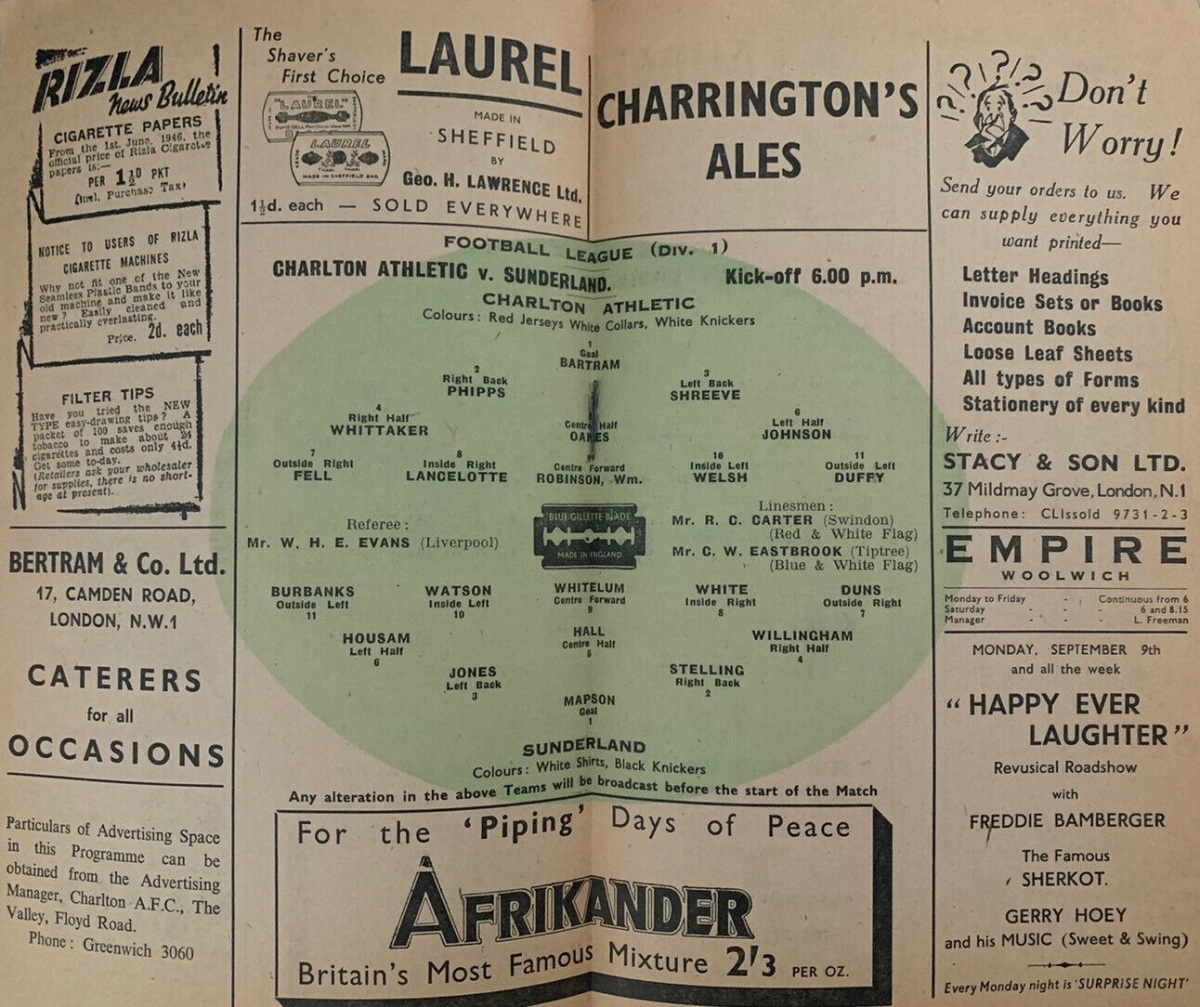 RIZLA
News Bulletin
CIGARETTE PAPERS
From the 1st. June, 1946, the
official price of Rizla Cigarette
papers is:—
PER 1½D PKT
(incl. Purchase Tax)
NOTICE TO USERS OF RIZLA
CIGARETTE MACHINES
Why not fit one of the New
Seamless Plastic Bands to your
old machine and make it like
new? Easily cleaned and
practically everlasting.
Price. 2d. each
FILTER TIPS
Have you tried the NEW
TYPE easy-drawing tips? A
packet of 100 saves enough
tobacco to make about 24
cigarettes and costs only 4½d.
Get some to-day.
(Retailers ask your wholesaler
for supplies, there is no short-
age at present).
BERTRAM & Co. Ltd.
17, CAMDEN ROAD,
LONDON, N.W.1
CATERERS
for all
OCCASIONS
Particulars of Advertising Space
in this Programme can be
obtained from the Advertising
Manager, Charlton A.F.C., The
Valley, Floyd Road.
Phone: Greenwich 3060
The
Shaver's
First Choice
LAUREL
"LAUREL"
LAUREL
MADE IN SHEFFIELD ENG.
MADE IN
SHEFFIELD
BY
Geo. H. LAWRENCE Ltd.
1½d. each — SOLD EVERYWHERE
CHARRINGTON'S
ALES
FOOTBALL LEAGUE (Div. 1)
CHARLTON ATHLETIC v. SUNDERLAND. Kick-off 6.00 p.m.
CHARLTON ATHLETIC
Colours: Red Jerseys White Collars, White Knickers
1
Goal
BARTRAM
2
Right Back
PHIPPS
3
Left Back
SHREEVE
4
Right Half
WHITTAKER
Centre Half
OAKES
6
Left Half
JOHNSON
7
Outside Right
FELL
8
Inside Right
LANCELOTTE
9
Centre Forward
ROBINSON, Wm.
10
Inside Left
WELSH
11
Outside Left
DUFFY
Referee:
Mr. W. H. E. EVANS (Liverpool)
BLUE GILLETTE BLADE
MADE IN ENGLAND.
Linesmen:
Mr. R. C. CARTER (Swindon)
(Red & White Flag)
Mr. C. W. EASTBROOK (Tiptree)
(Blue & White Flag)
BURBANKS
Outside Left
11
WATSON
Inside Left
10
WHITELUM
Centre Forward
9
WHITE
Inside Right
8
DUNS
Outside Right
7
HOUSAM
Left Half
6
HALL
Centre Half
5
WILLINGHAM
Right Half
4
JONES
Left Back
3
STELLING
Right Back
2
MAPSON
Goal
1
SUNDERLAND
Colours: White Shirts, Black Knickers
Any alteration in the above Teams will be broadcast before the start of the Match
For the 'Piping' Days of Peace
AFRIKANDER
Britain's Most Famous Mixture 2'3 PER OZ.
Don't
Worry!
Send your orders to us. We
can supply everything you
want printed—
Letter Headings
Invoice Sets or Books
Account Books
Loose Leaf Sheets
All types of Forms
Stationery of every kind
Write:-
STACY & SON LTD.
37 Mildmay Grove, London, N.1
Telephone: CLIssold 9731-2-3
EMPIRE
WOOLWICH
Monday to Friday - - Continuous from 6
Saturday - - - 6 and 8.15
Manager - - - L. Freeman
MONDAY, SEPTEMBER 9th
and all the week
"HAPPY EVER
LAUGHTER"
Revusical Roadshow
with
FREDDIE BAMBERGER
The Famous
SHERKOT.
GERRY HOEY
and his MUSIC (Sweet & Swing)
Every Monday night is 'SURPRISE NIGHT'